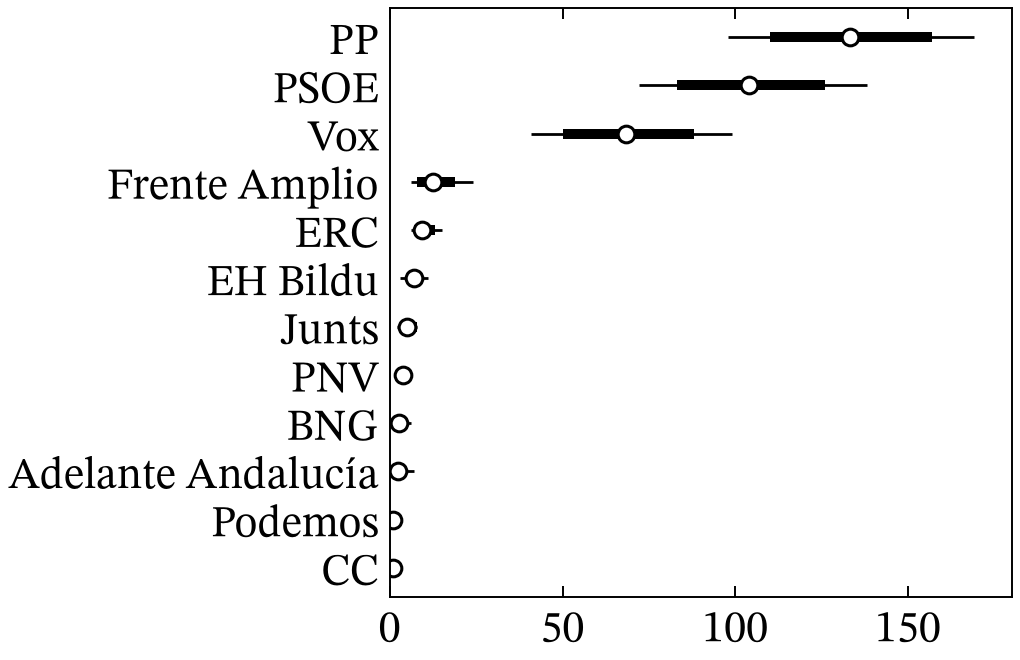 PP
PSOE
Vox
Frente Amplio
ERC
EH Bildu
Junts
PNV
BNG
Adelante Andalucía
Podemos
CC
0 50 100 150